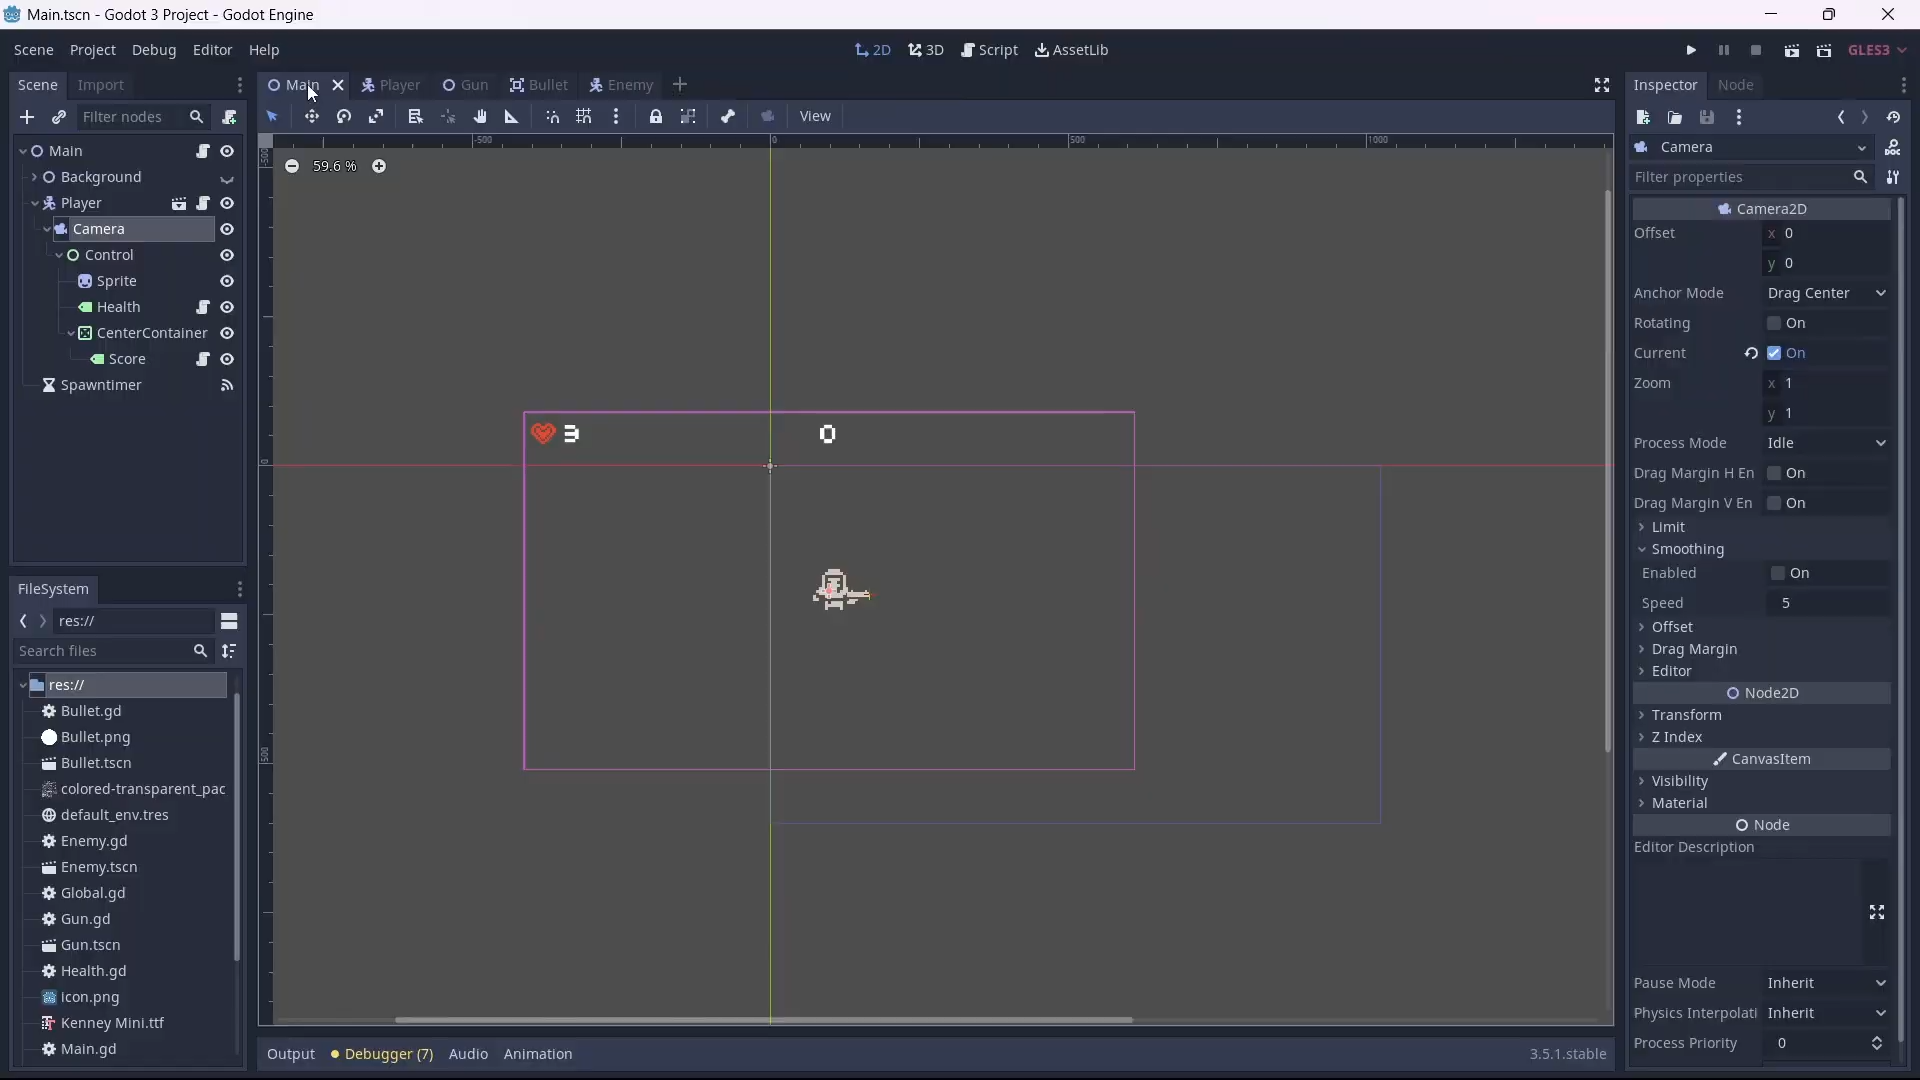 Main.tscn - Godot 3 Project - Godot Engine
Scene Project Debug Editor Help
2D 3D Script AssetLib
GLES3
Scene Import
Main Player Gun Bullet Enemy
Inspector Node
Filter nodes
View
Main
Background
Player
Camera
Control
Sprite
Health
CenterContainer
Score
Spawntimer
FileSystem
res://
Search files
res://
Bullet.gd
Bullet.png
Bullet.tscn
colored-transparent_pac
default_env.tres
Enemy.gd
Enemy.tscn
Global.gd
Gun.gd
Gun.tscn
Health.gd
icon.png
Kenney Mini.ttf
Main.gd
-500 0 500 1000
-500
0
500
59.6 %
3 0
Output Debugger (7) Audio Animation 3.5.1.stable
Camera
Filter properties
Camera2D
Offset x 0
y 0
Anchor Mode Drag Center
Rotating On
Current On
Zoom x 1
y 1
Process Mode Idle
Drag Margin H En On
Drag Margin V En On
Limit
Smoothing
Enabled On
Speed 5
Offset
Drag Margin
Editor
Node2D
Transform
Z Index
CanvasItem
Visibility
Material
Node
Editor Description
Pause Mode Inherit
Physics Interpolati Inherit
Process Priority 0